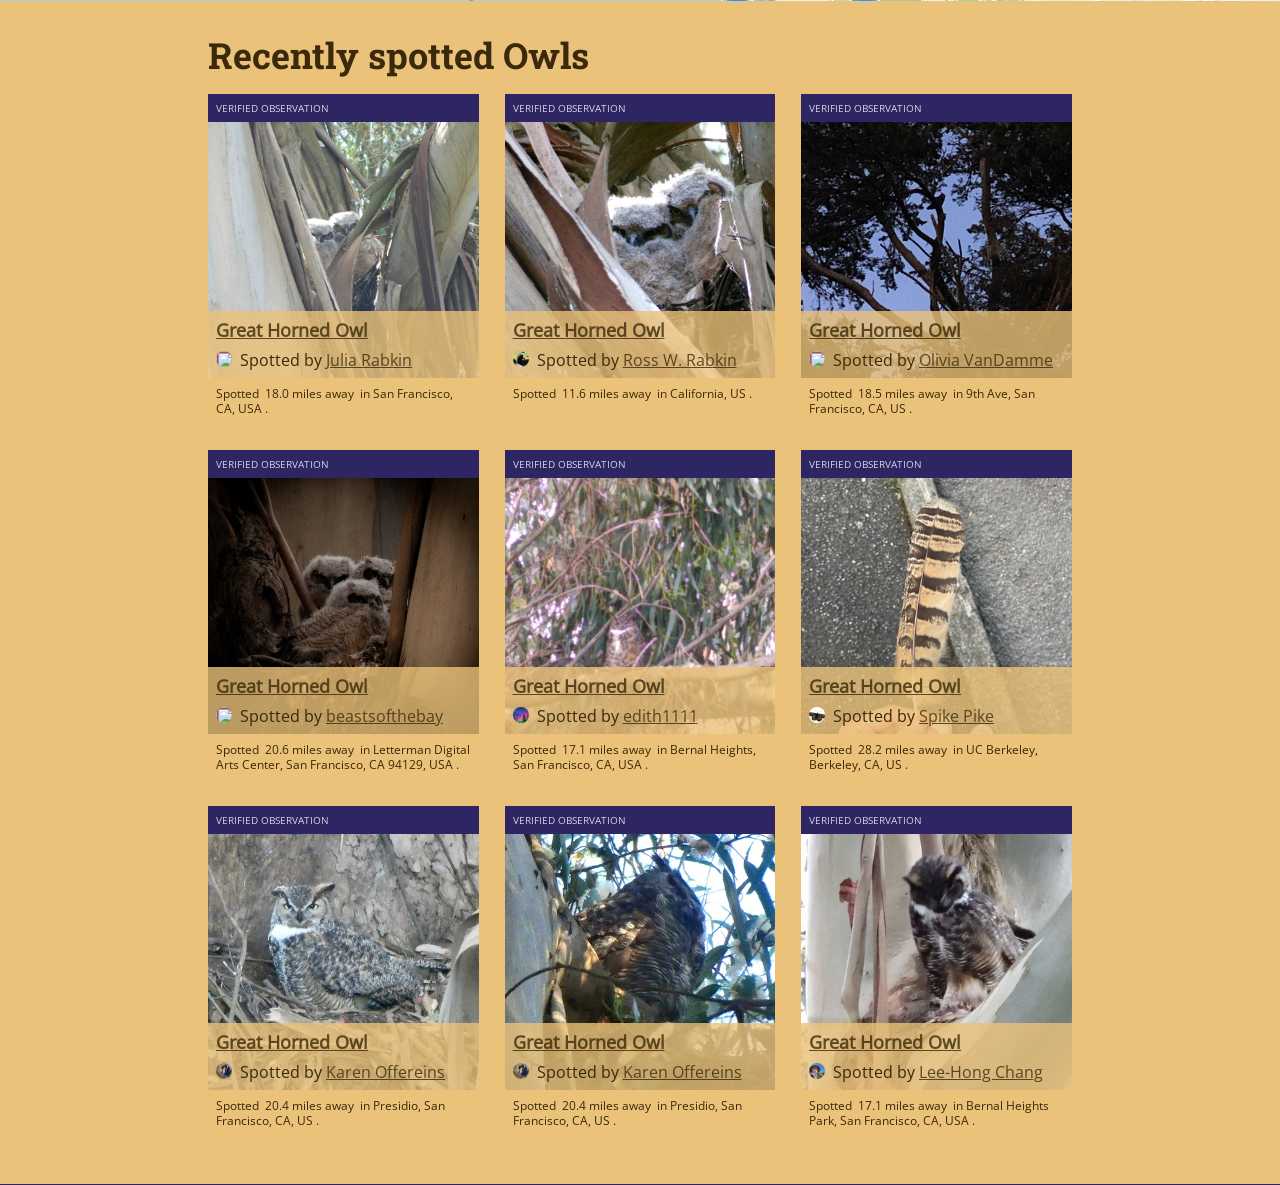 Recently spotted Owls
VERIFIED OBSERVATION
Great Horned Owl
Spotted by Julia Rabkin
Spotted 18.0 miles away in San Francisco,
CA, USA .
VERIFIED OBSERVATION
Great Horned Owl
Spotted by Ross W. Rabkin
Spotted 11.6 miles away in California, US .
VERIFIED OBSERVATION
Great Horned Owl
Spotted by Olivia VanDamme
Spotted 18.5 miles away in 9th Ave, San
Francisco, CA, US .
VERIFIED OBSERVATION
Great Horned Owl
Spotted by beastsofthebay
Spotted 20.6 miles away in Letterman Digital
Arts Center, San Francisco, CA 94129, USA .
VERIFIED OBSERVATION
Great Horned Owl
Spotted by edith1111
Spotted 17.1 miles away in Bernal Heights,
San Francisco, CA, USA .
VERIFIED OBSERVATION
Great Horned Owl
Spotted by Spike Pike
Spotted 28.2 miles away in UC Berkeley,
Berkeley, CA, US .
VERIFIED OBSERVATION
Great Horned Owl
Spotted by Karen Offereins
Spotted 20.4 miles away in Presidio, San
Francisco, CA, US .
VERIFIED OBSERVATION
Great Horned Owl
Spotted by Karen Offereins
Spotted 20.4 miles away in Presidio, San
Francisco, CA, US .
VERIFIED OBSERVATION
Great Horned Owl
Spotted by Lee-Hong Chang
Spotted 17.1 miles away in Bernal Heights
Park, San Francisco, CA, USA .